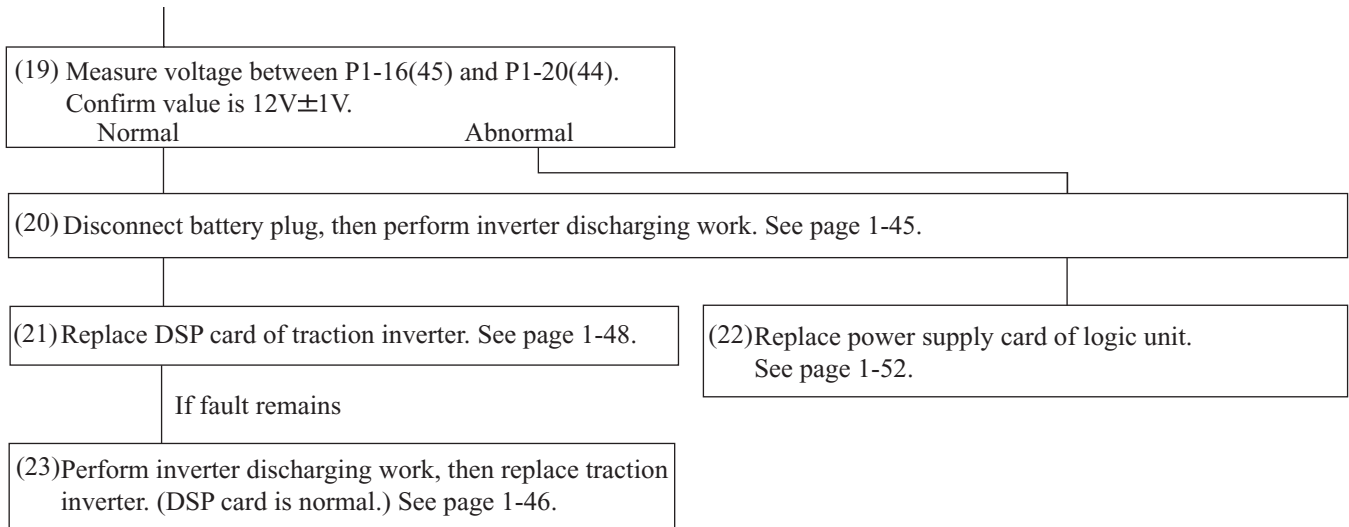 (19) Measure voltage between P1-16(45) and P1-20(44).
Confirm value is 12V±1V.
Normal Abnormal
(20) Disconnect battery plug, then perform inverter discharging work. See page 1-45.
(21) Replace DSP card of traction inverter. See page 1-48.
(22) Replace power supply card of logic unit.
See page 1-52.
If fault remains
(23) Perform inverter discharging work, then replace traction
inverter. (DSP card is normal.) See page 1-46.